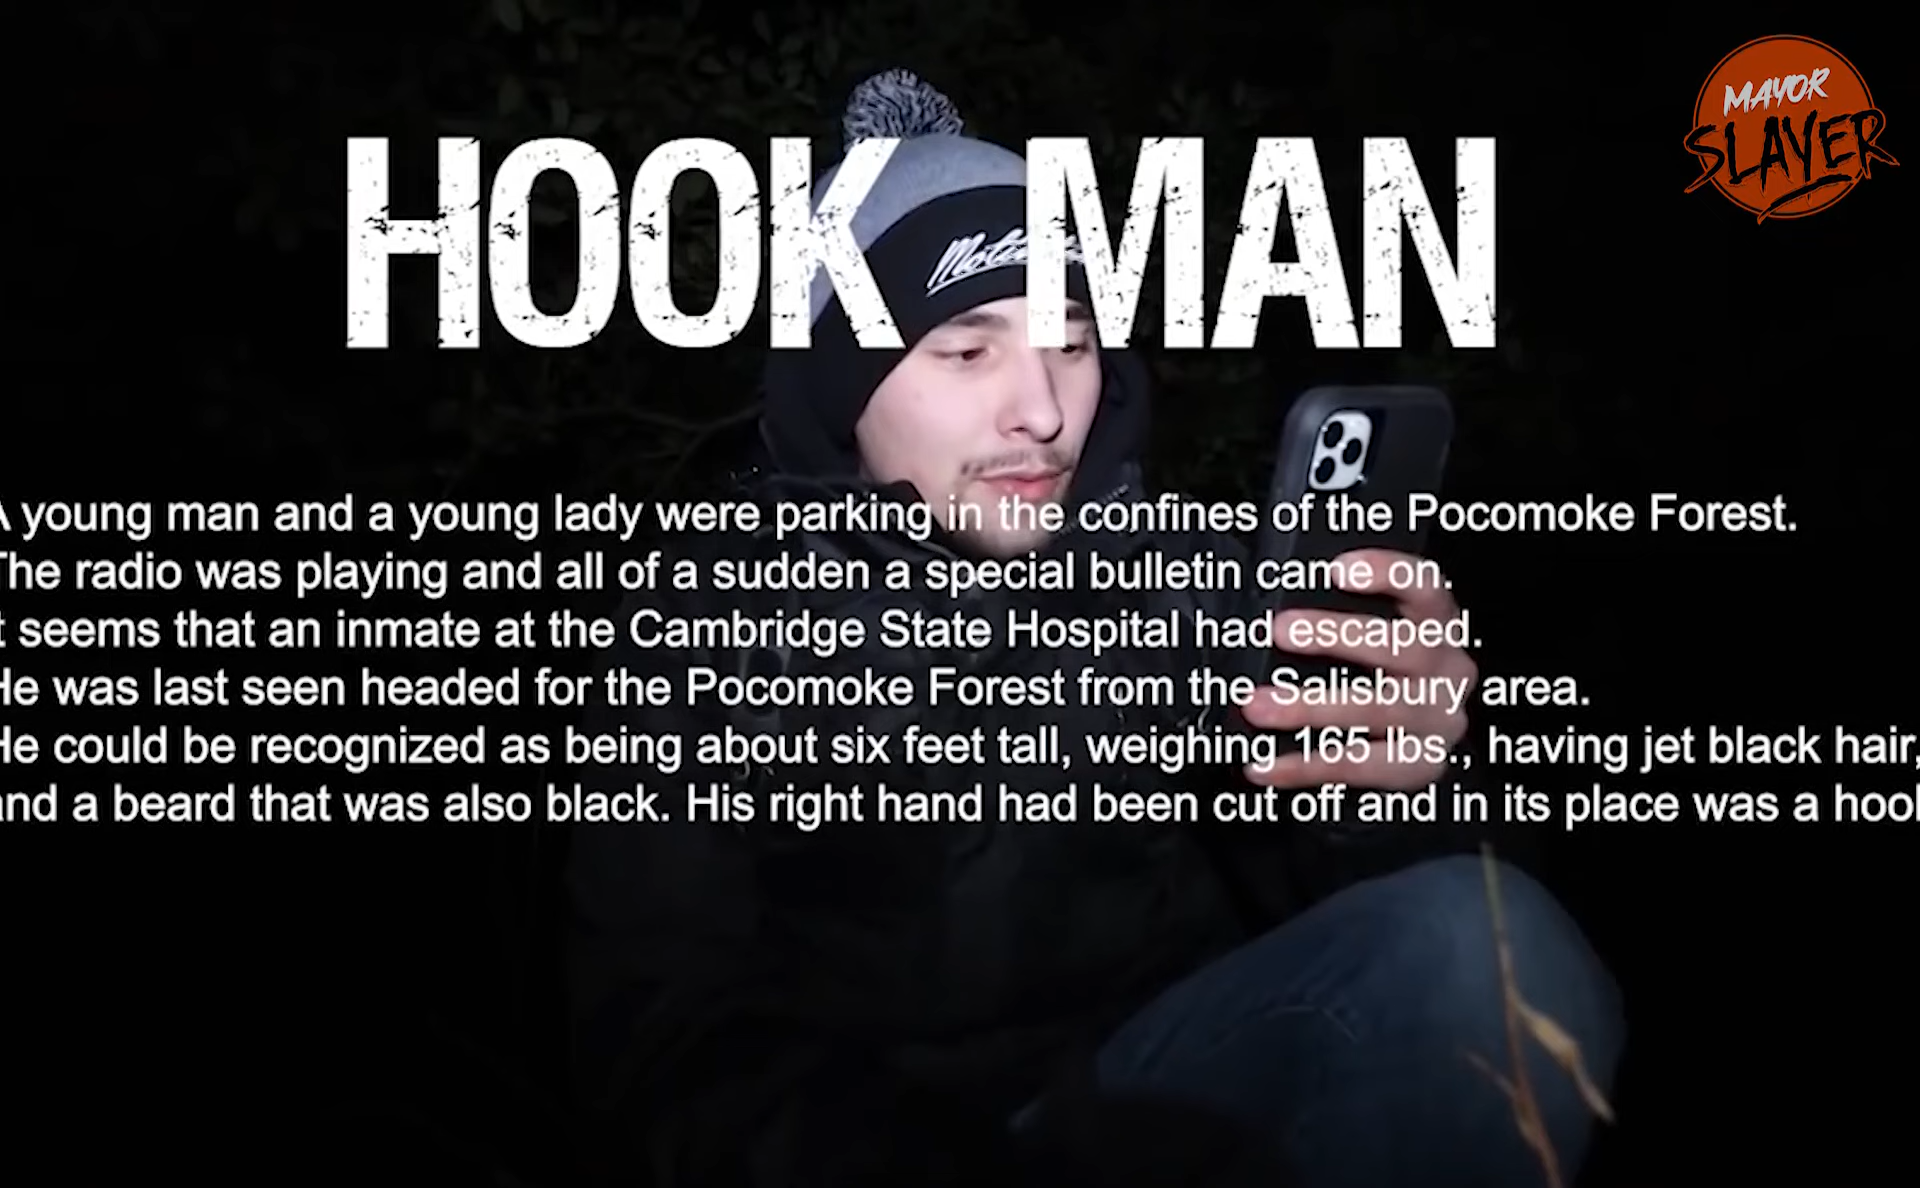 MAYOR
SLAYER
HOOK MAN
A young man and a young lady were parking in the confines of the Pocomoke Forest.
The radio was playing and all of a sudden a special bulletin came on.
t seems that an inmate at the Cambridge State Hospital had escaped.
He was last seen headed for the Pocomoke Forest from the Salisbury area.
He could be recognized as being about six feet tall, weighing 165 lbs., having jet black hair,
and a beard that was also black. His right hand had been cut off and in its place was a hook